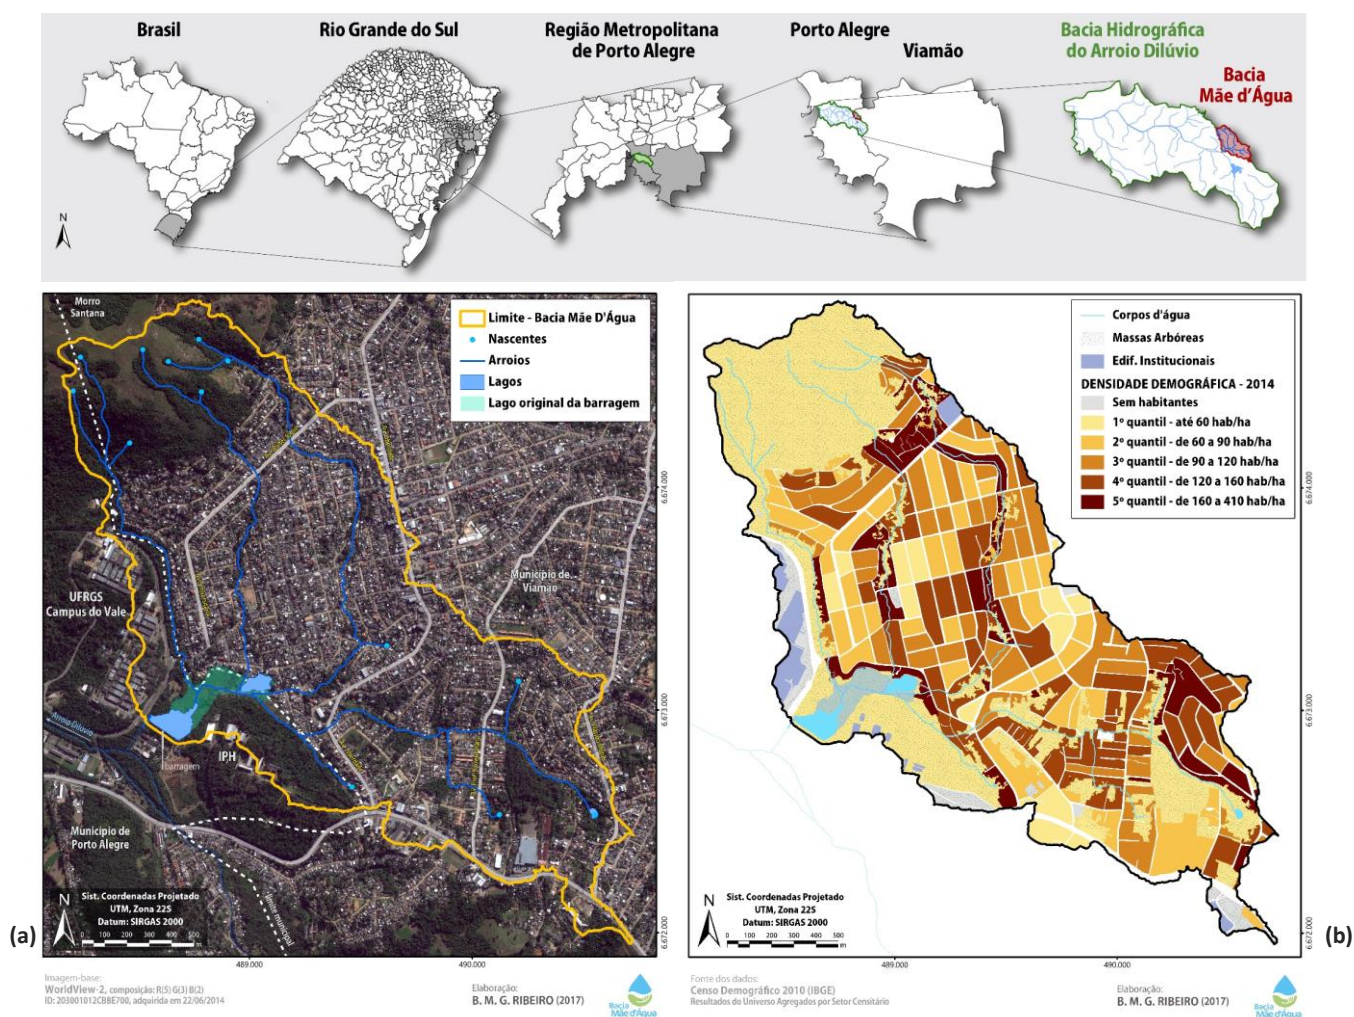 Brasil
Rio Grande do Sul
Região Metropolitana
de Porto Alegre
Porto Alegre
Viamão
Bacia Hidrográfica
do Arroio Dilúvio
Bacia
Mãe d'Água
N
Morro
Santana
Limite - Bacia Mãe D'Água
Nascentes
Arroios
Lagos
Lago original da barragem
Município de
Viamão
UFRGS
Campus do Vale
Arroio Dilúvio
barragem
IPH
Município de
Porto Alegre
limite municipal
N
Sist. Coordenadas Projetado
UTM, Zona 22S
Datum: SIRGAS 2000
0 100 200 300 400 500
m
6.674.000
6.673.000
6.672.000
489.000
490.000
(a)
Imagem-base:
WorldView-2, composição: R(5) G(3) B(2)
ID: 203001012CBBE700, adquirida em 22/06/2014
Elaboração:
B. M. G. RIBEIRO (2017)
Bacia
Mãe d'Água
Corpos d'água
Massas Arbóreas
Edif. Institucionais
DENSIDADE DEMOGRÁFICA - 2014
Sem habitantes
1º quantil - até 60 hab/ha
2º quantil - de 60 a 90 hab/ha
3º quantil - de 90 a 120 hab/ha
4º quantil - de 120 a 160 hab/ha
5º quantil - de 160 a 410 hab/ha
N
Sist. Coordenadas Projetado
UTM, Zona 22S
Datum: SIRGAS 2000
0 100 200 300 400 500
m
6.674.000
6.673.000
6.672.000
489.000
490.000
(b)
Fonte dos dados:
Censo Demográfico 2010 (IBGE)
Resultados do Universo Agregados por Setor Censitário
Elaboração:
B. M. G. RIBEIRO (2017)
Bacia
Mãe d'Água